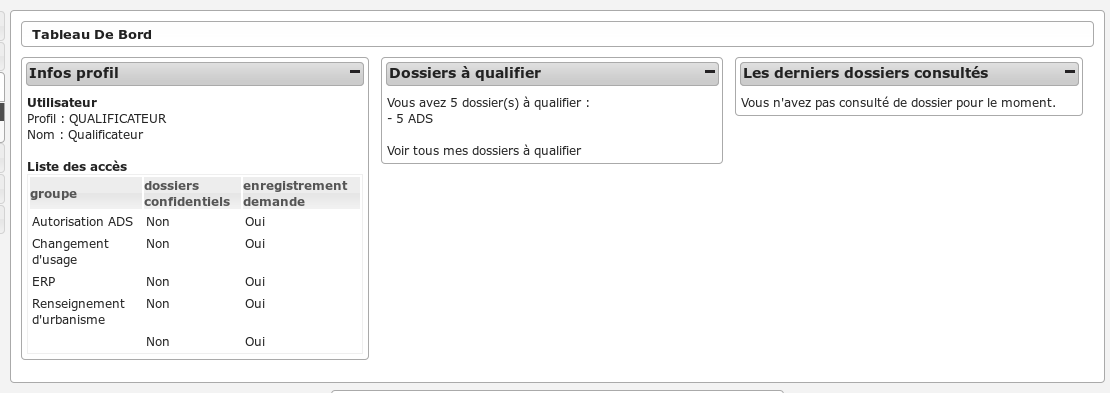 Tableau De Bord
Infos profil
Utilisateur
Profil : QUALIFICATEUR
Nom : Qualificateur
Liste des accès
groupe dossiers confidentiels enregistrement demande
Autorisation ADS Non Oui
Changement d'usage Non Oui
ERP Non Oui
Renseignement d'urbanisme Non Oui
Non Oui
Dossiers à qualifier
Vous avez 5 dossier(s) à qualifier :
- 5 ADS
Voir tous mes dossiers à qualifier
Les derniers dossiers consultés
Vous n'avez pas consulté de dossier pour le moment.